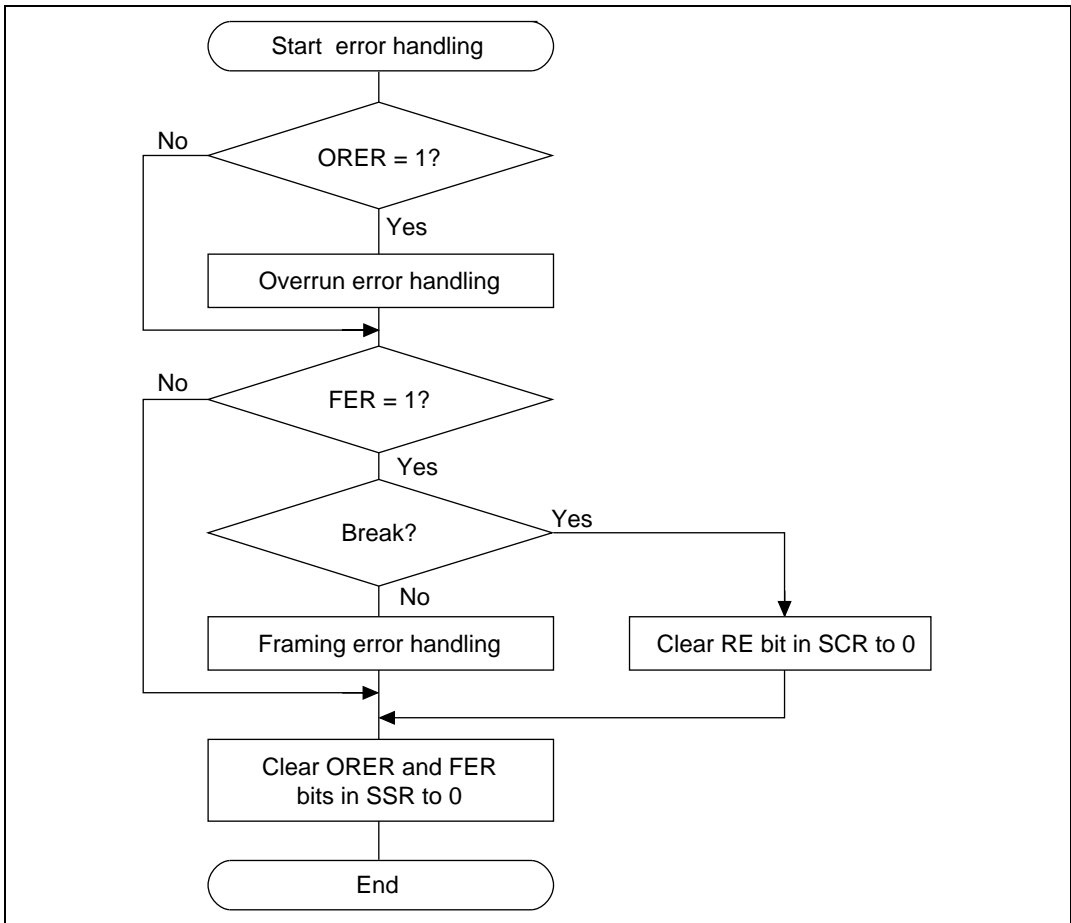 Start error handling
No
ORER = 1?
Yes
Overrun error handling
No
FER = 1?
Yes
Break?
Yes
No
Framing error handling
Clear RE bit in SCR to 0
Clear ORER and FER
bits in SSR to 0
End